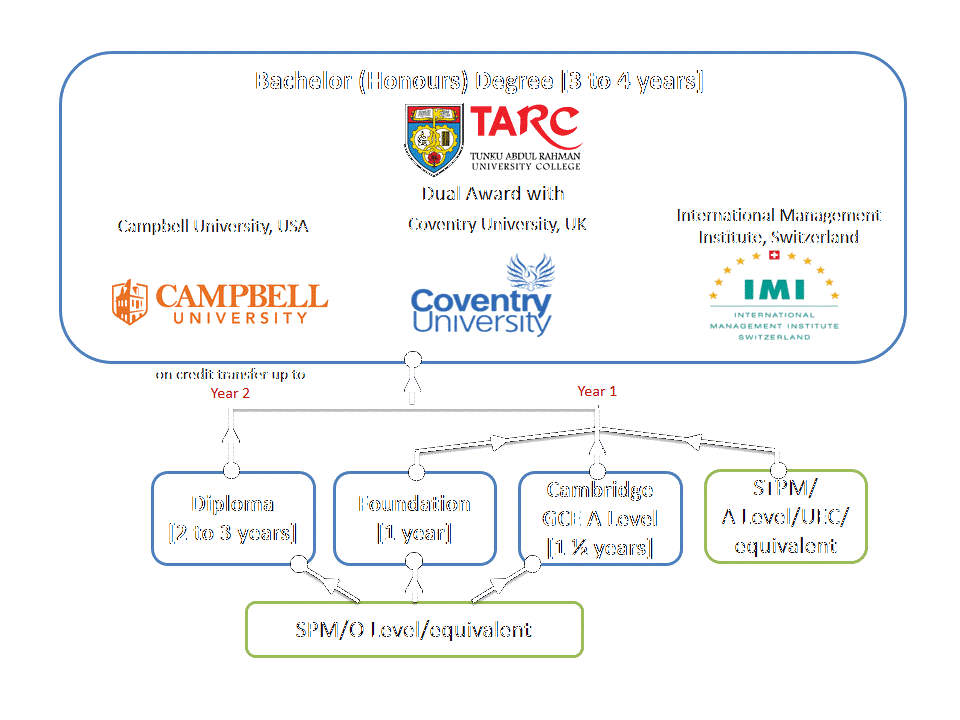 Bachelor (Honours) Degree [3 to 4 years]
TARC
TUNKU ABDUL RAHMAN
UNIVERSITY COLLEGE
Dual Award with
Campbell University, USA
Coventry University, UK
International Management
Institute, Switzerland
CAMPBELL
UNIVERSITY
Coventry
University
IMI
INTERNATIONAL
MANAGEMENT INSTITUTE
SWITZERLAND
on credit transfer up to
Year 2
Year 1
Diploma
[2 to 3 years]
Foundation
[1 year]
Cambridge
GCE A Level
[1 ½ years]
STPM/
A Level/UEC/
equivalent
SPM/O Level/equivalent